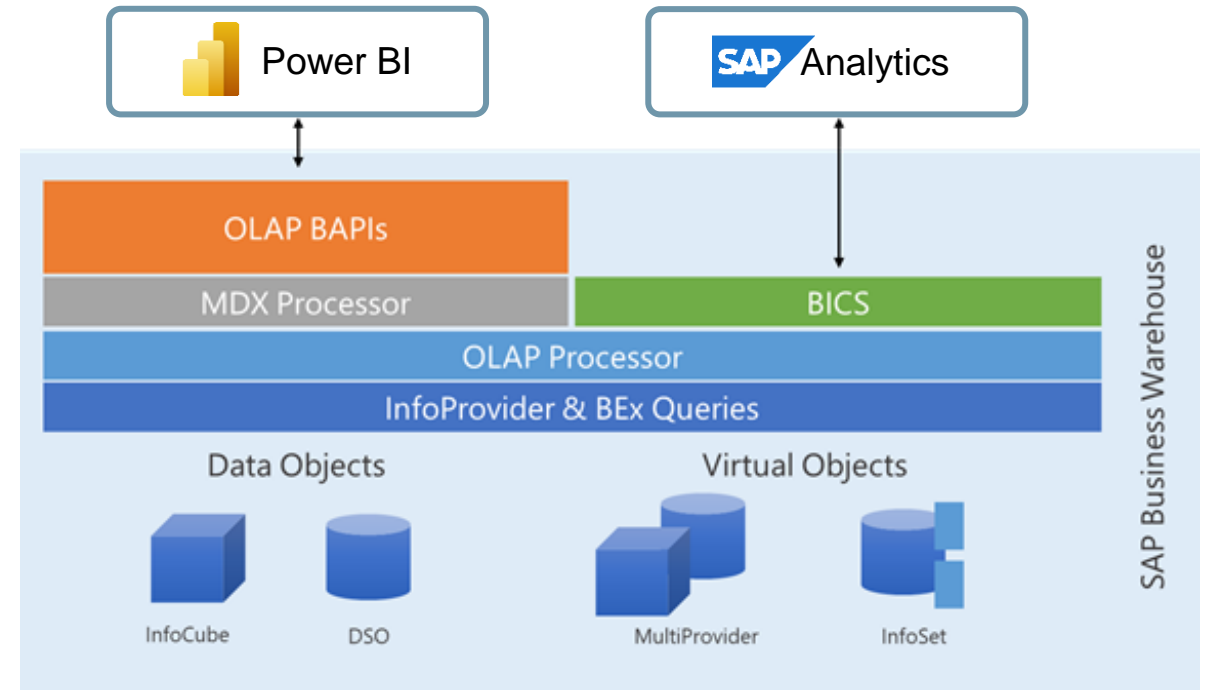 Power BI
SAP Analytics
OLAP BAPIs
MDX Processor
BICS
OLAP Processor
InfoProvider & BEx Queries
Data Objects
Virtual Objects
InfoCube
DSO
MultiProvider
InfoSet
SAP Business Warehouse